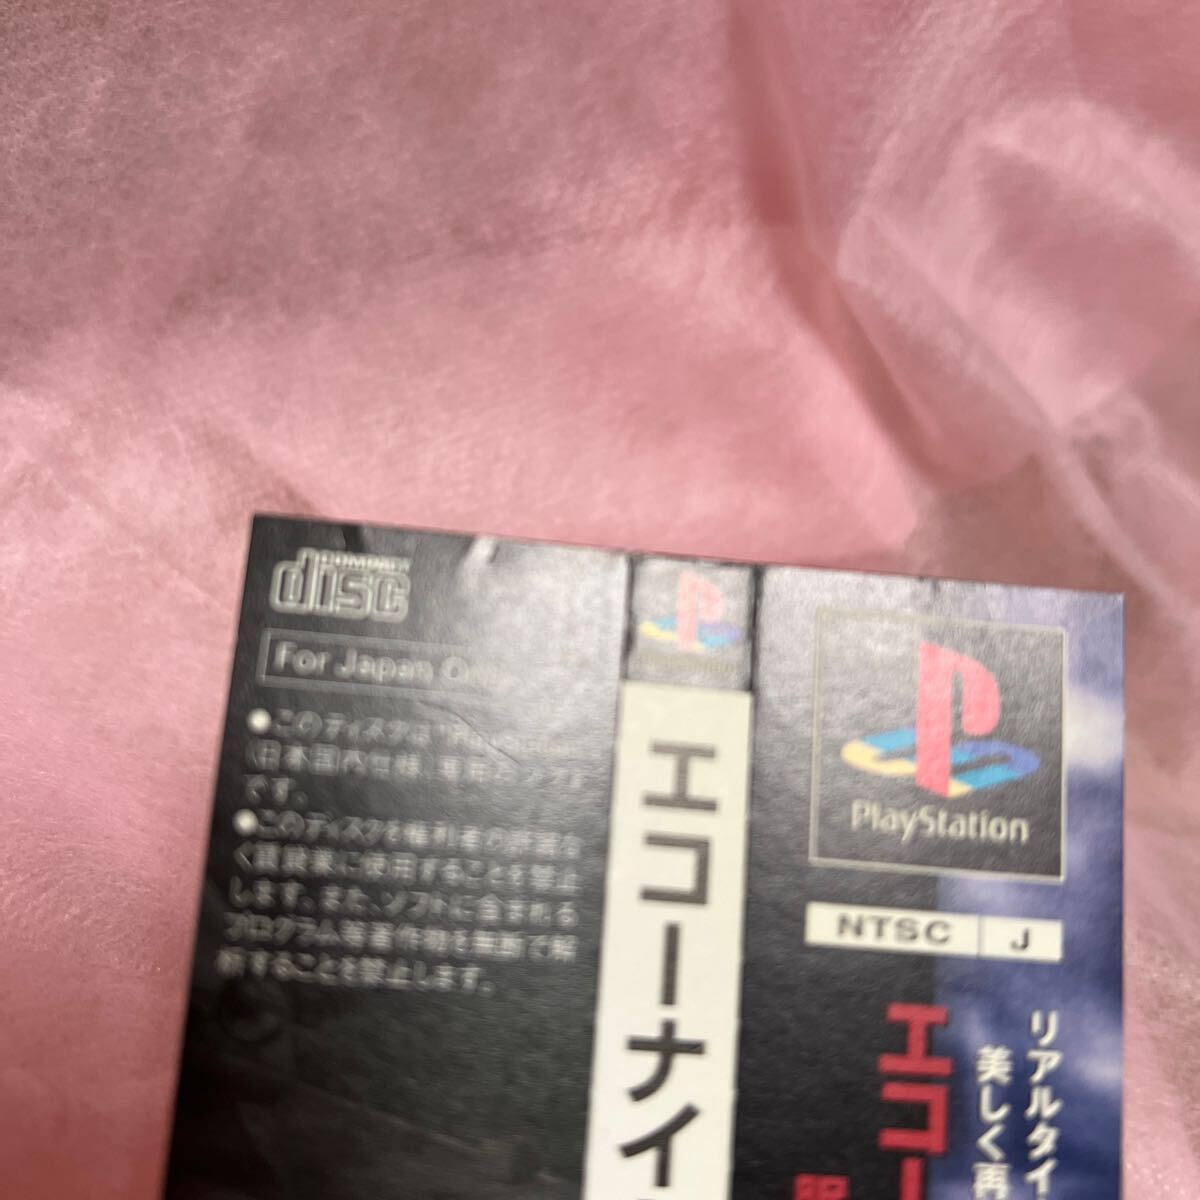 COMPACT
disc
For Japan On
●このディスクは"PlayStation"
(日本国内仕様)専用のソフト
です。
●このディスクを権利者の許諾な
く賃貸業に使用することを禁止
します。また、ソフトに含まれる
プログラム等著作物を無断で解
析することを禁止します。
エコーナイ
PlayStation
NTSC J
リアルタイ
美しく再
エコー